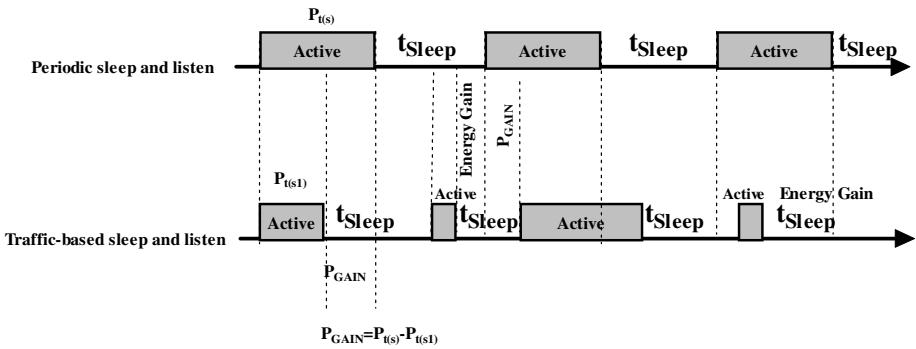 P_t(s)
Active t_Sleep Active t_Sleep Active t_Sleep
Periodic sleep and listen
Energy Gain
P_GAIN
P_t(s1)
Active Active Energy Gain
Active t_Sleep t_Sleep Active t_Sleep t_Sleep
Traffic-based sleep and listen
P_GAIN
P_GAIN=P_t(s)-P_t(s1)